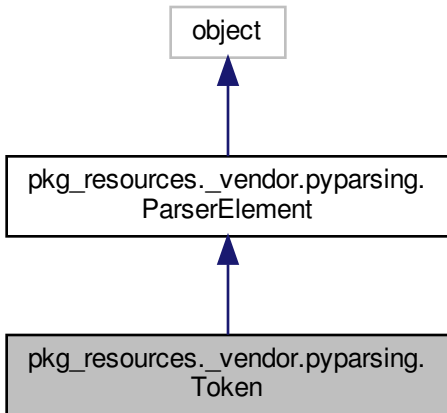 object
pkg_resources._vendor.pyparsing.
ParserElement
pkg_resources._vendor.pyparsing.
Token